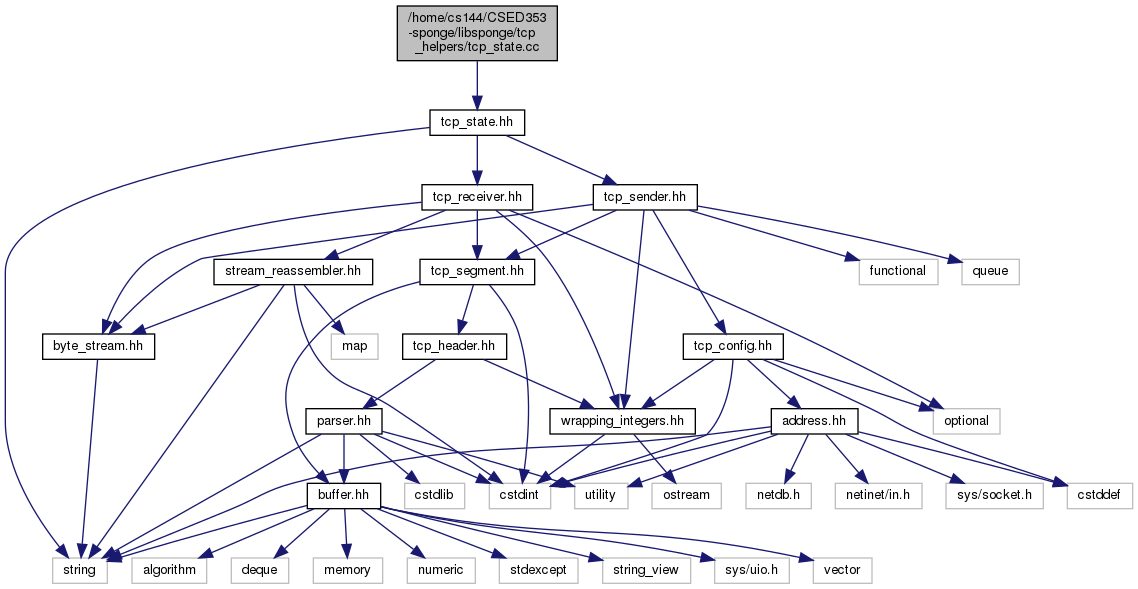 /home/cs144/CSED353
-sponge/libsponge/tcp
_helpers/tcp_state.cc
tcp_state.hh
tcp_receiver.hh
tcp_sender.hh
stream_reassembler.hh
tcp_segment.hh
functional
queue
byte_stream.hh
map
tcp_header.hh
tcp_config.hh
parser.hh
wrapping_integers.hh
address.hh
optional
buffer.hh
cstdlib
cstdint
utility
ostream
netdb.h
netinet/in.h
sys/socket.h
cstddef
string
algorithm
deque
memory
numeric
stdexcept
string_view
sys/uio.h
vector